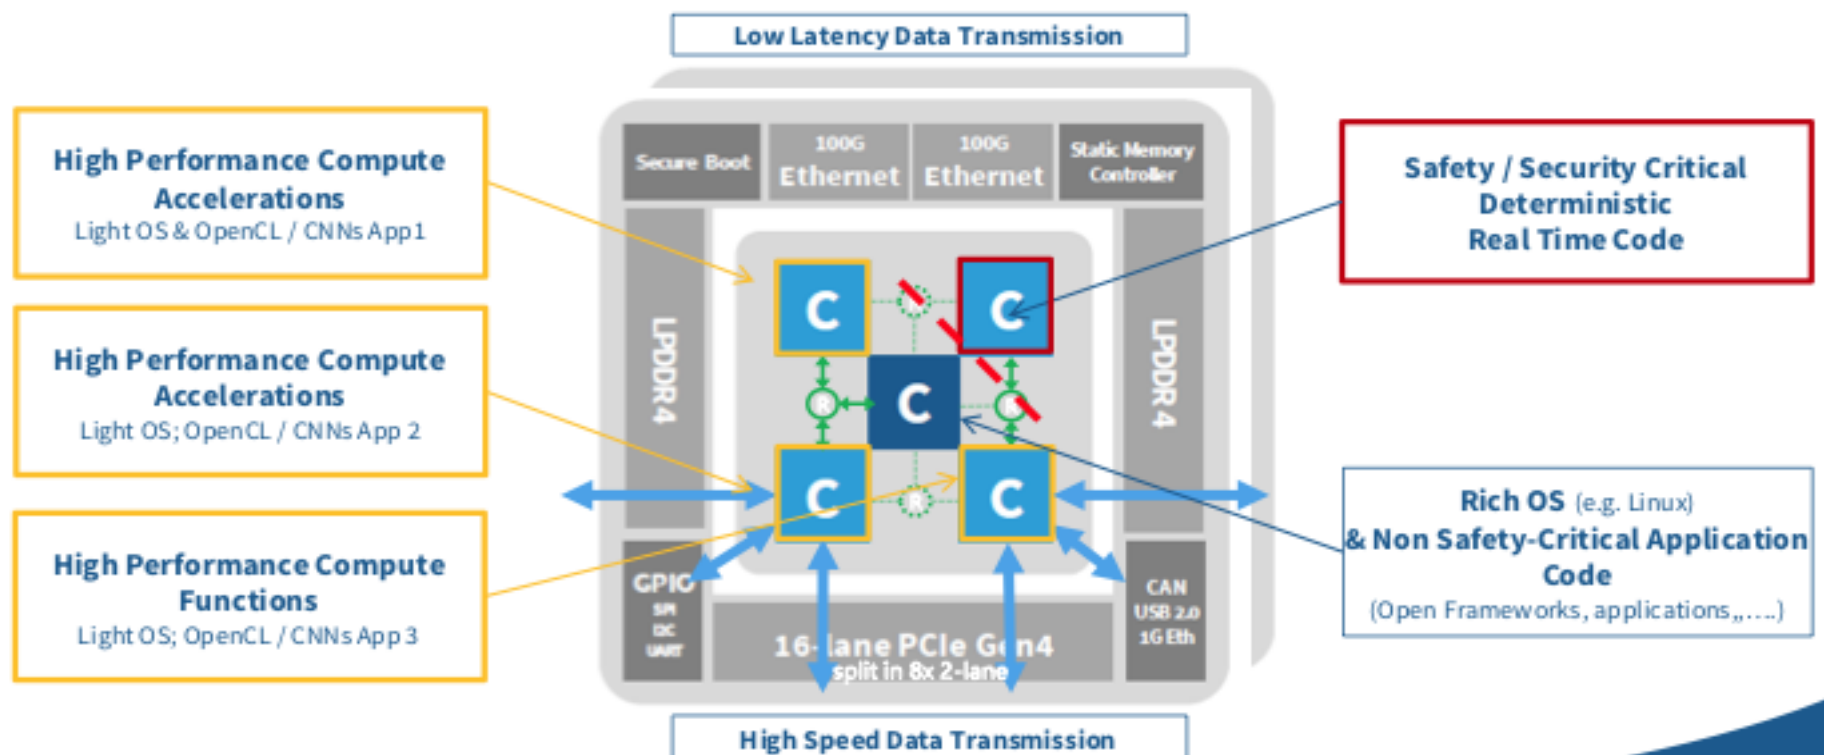 Low Latency Data Transmission
High Performance Compute
Accelerations
Light OS & OpenCL / CNNs App1
High Performance Compute
Accelerations
Light OS; OpenCL / CNNs App 2
High Performance Compute
Functions
Light OS; OpenCL / CNNs App 3
Secure Boot
100G
Ethernet
100G
Ethernet
Static Memory
Controller
LPDDR4
LPDDR4
C
C
C
C
C
R
R
R
GPIO
SPI
I2C
UART
16-lane PCIe Gen4
split in 8x 2-lane
CAN
USB 2.0
1G Eth
Safety / Security Critical
Deterministic
Real Time Code
Rich OS (e.g. Linux)
& Non Safety-Critical Application
Code
(Open Frameworks, applications,,....)
High Speed Data Transmission